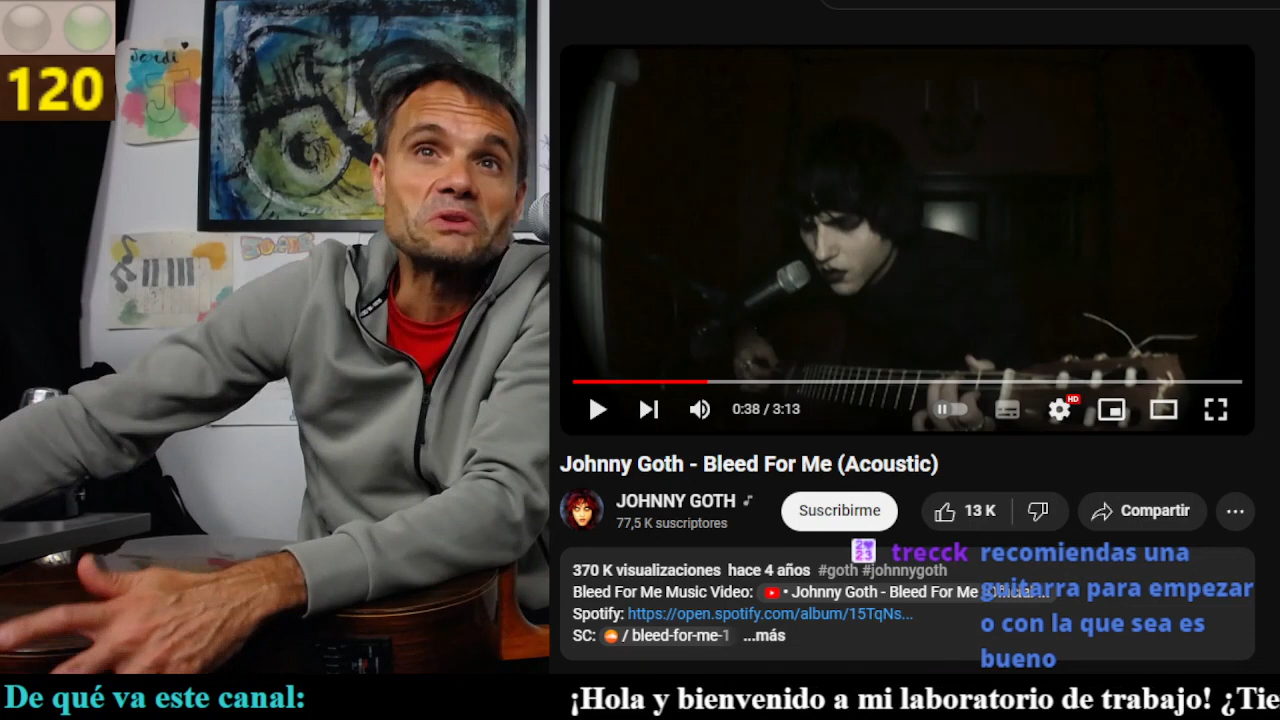 Jordi
J
120
0:38 / 3:13
HD
Johnny Goth - Bleed For Me (Acoustic)
JOHNNY GOTH
77,5 K suscriptores
Suscribirme
13 K
Compartir
trecck recomiendas una
guitarra para empezar
o con la que sea es
bueno
370 K visualizaciones hace 4 años #goth #johnnygoth
Bleed For Me Music Video: • Johnny Goth - Bleed For Me
Spotify: https://open.spotify.com/album/15TqNs...
SC: / bleed-for-me-1 ...más
De qué va este canal:
¡Hola y bienvenido a mi laboratorio de trabajo! ¿Tie